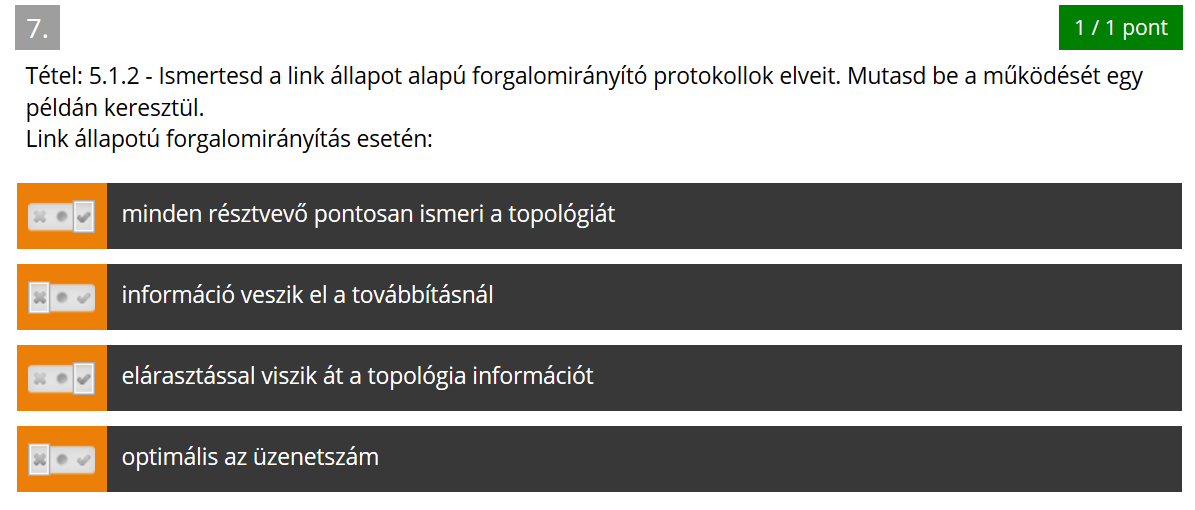 7.
1 / 1 pont
Tétel: 5.1.2 - Ismertesd a link állapot alapú forgalomirányító protokollok elveit. Mutasd be a működését egy
példán keresztül.
Link állapotú forgalomirányítás esetén:
minden résztvevő pontosan ismeri a topológiát
információ veszik el a továbbításnál
elárasztással viszik át a topológia információt
optimális az üzenetszám